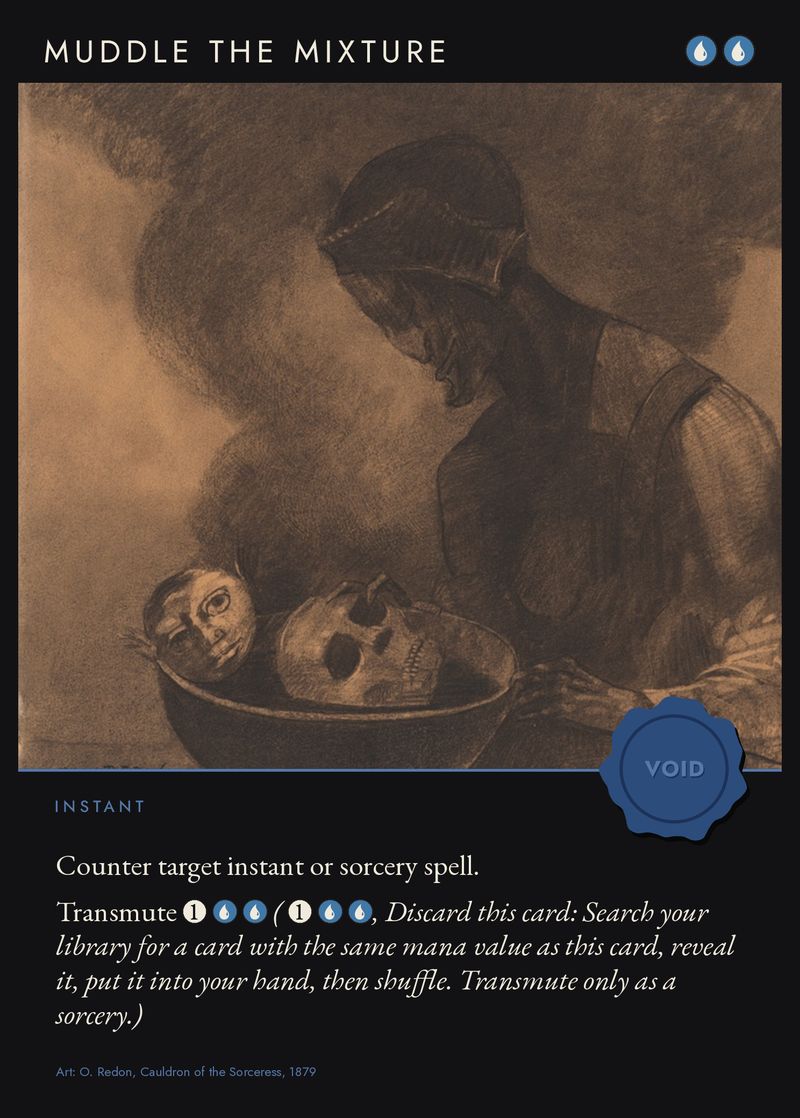 MUDDLE THE MIXTURE
VOID
INSTANT
Counter target instant or sorcery spell.
Transmute 1 ( 1 , Discard this card: Search your
library for a card with the same mana value as this card, reveal
it, put it into your hand, then shuffle. Transmute only as a
sorcery.)
Art: O. Redon, Cauldron of the Sorceress, 1879